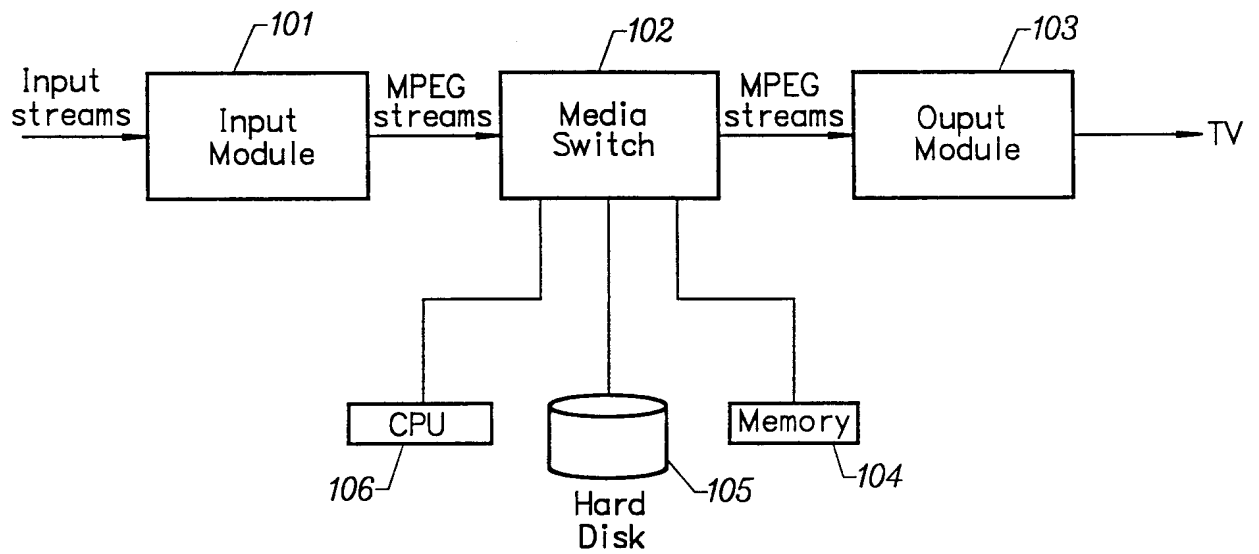 101
102
103
Input
streams
Input
Module
MPEG
streams
Media
Switch
MPEG
streams
Ouput
Module
TV
CPU
106
Hard
Disk
105
Memory
104